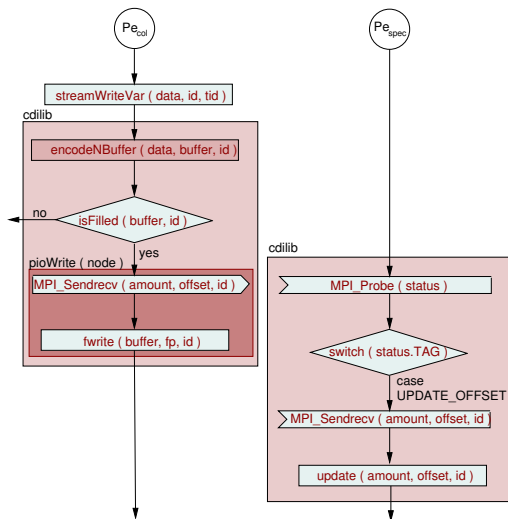 Pe_col
streamWriteVar ( data, id, tid )
cdilib
encodeNBuffer ( data, buffer, id )
no
isFilled ( buffer, id )
yes
pioWrite ( node )
MPI_Sendrecv ( amount, offset, id )
fwrite ( buffer, fp, id )
Pe_spec
cdilib
MPI_Probe ( status )
switch ( status.TAG )
case
UPDATE_OFFSET
MPI_Sendrecv ( amount, offset, id )
update ( amount, offset, id )